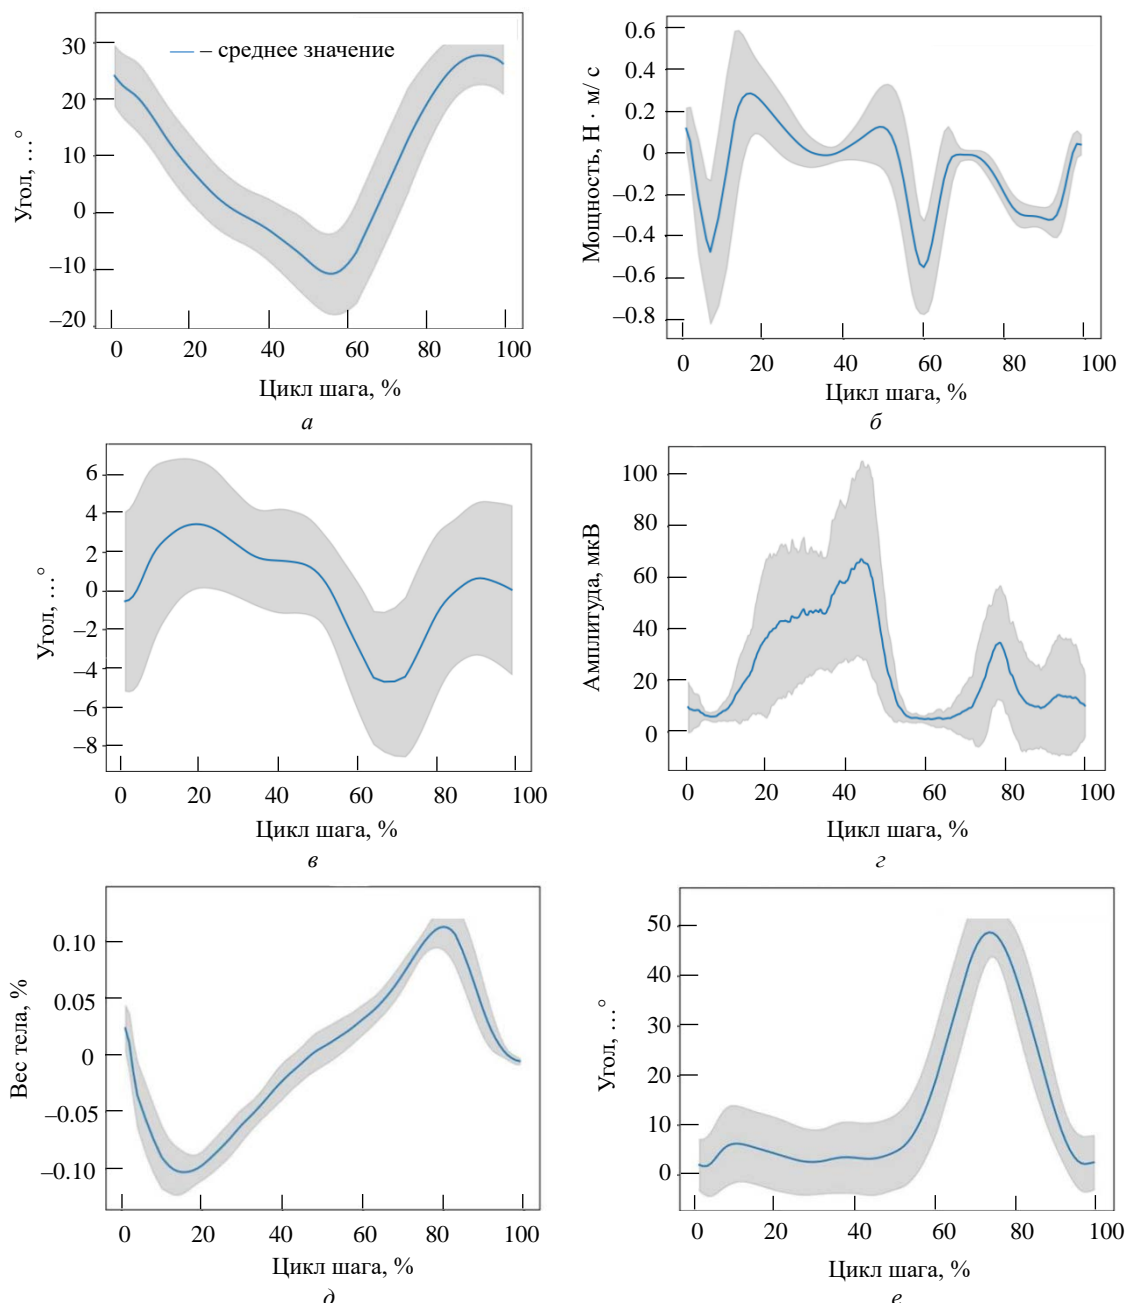 30
20
10
0
–10
–20
Угол, …°
— – среднее значение
0 20 40 60 80 100
Цикл шага, %
а
0.6
0.4
0.2
0
–0.2
–0.4
–0.6
–0.8
Мощность, Н · м/ с
0 20 40 60 80 100
Цикл шага, %
б
6
4
2
0
–2
–4
–6
–8
Угол, …°
0 20 40 60 80 100
Цикл шага, %
в
100
80
60
40
20
0
Амплитуда, мкВ
0 20 40 60 80 100
Цикл шага, %
г
0.10
0.05
0
–0.05
–0.10
Вес тела, %
0 20 40 60 80 100
Цикл шага, %
д
50
40
30
20
10
0
Угол, …°
0 20 40 60 80 100
Цикл шага, %
е